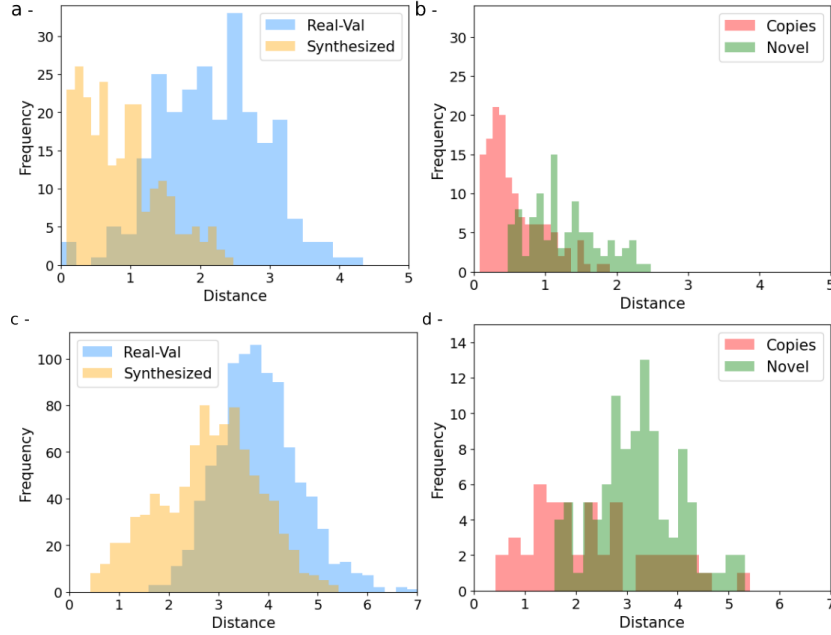 a -
Real-Val
Synthesized
Frequency
30
25
20
15
10
5
0
0 1 2 3 4 5
Distance
b -
Copies
Novel
Frequency
30
25
20
15
10
5
0
0 1 2 3 4 5
Distance
c -
Real-Val
Synthesized
Frequency
100
80
60
40
20
0
0 1 2 3 4 5 6 7
Distance
d -
Copies
Novel
Frequency
14
12
10
8
6
4
2
0
0 1 2 3 4 5 6 7
Distance